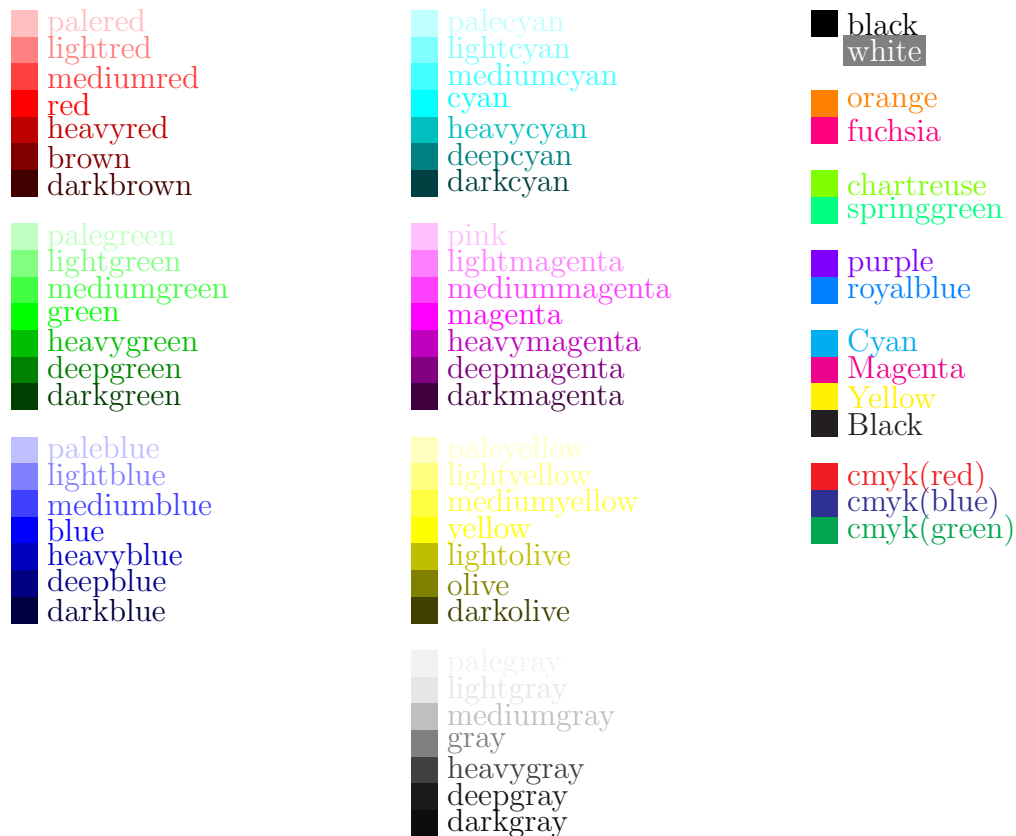 palered
lightred
mediumred
red
heavyred
brown
darkbrown
palegreen
lightgreen
mediumgreen
green
heavygreen
deepgreen
darkgreen
paleblue
lightblue
mediumblue
blue
heavyblue
deepblue
darkblue
palecyan
lightcyan
mediumcyan
cyan
heavycyan
deepcyan
darkcyan
pink
lightmagenta
mediummagenta
magenta
heavymagenta
deepmagenta
darkmagenta
paleyellow
lightyellow
mediumyellow
yellow
lightolive
olive
darkolive
palegray
lightgray
mediumgray
gray
heavygray
deepgray
darkgray
black
white
orange
fuchsia
chartreuse
springgreen
purple
royalblue
Cyan
Magenta
Yellow
Black
cmyk(red)
cmyk(blue)
cmyk(green)